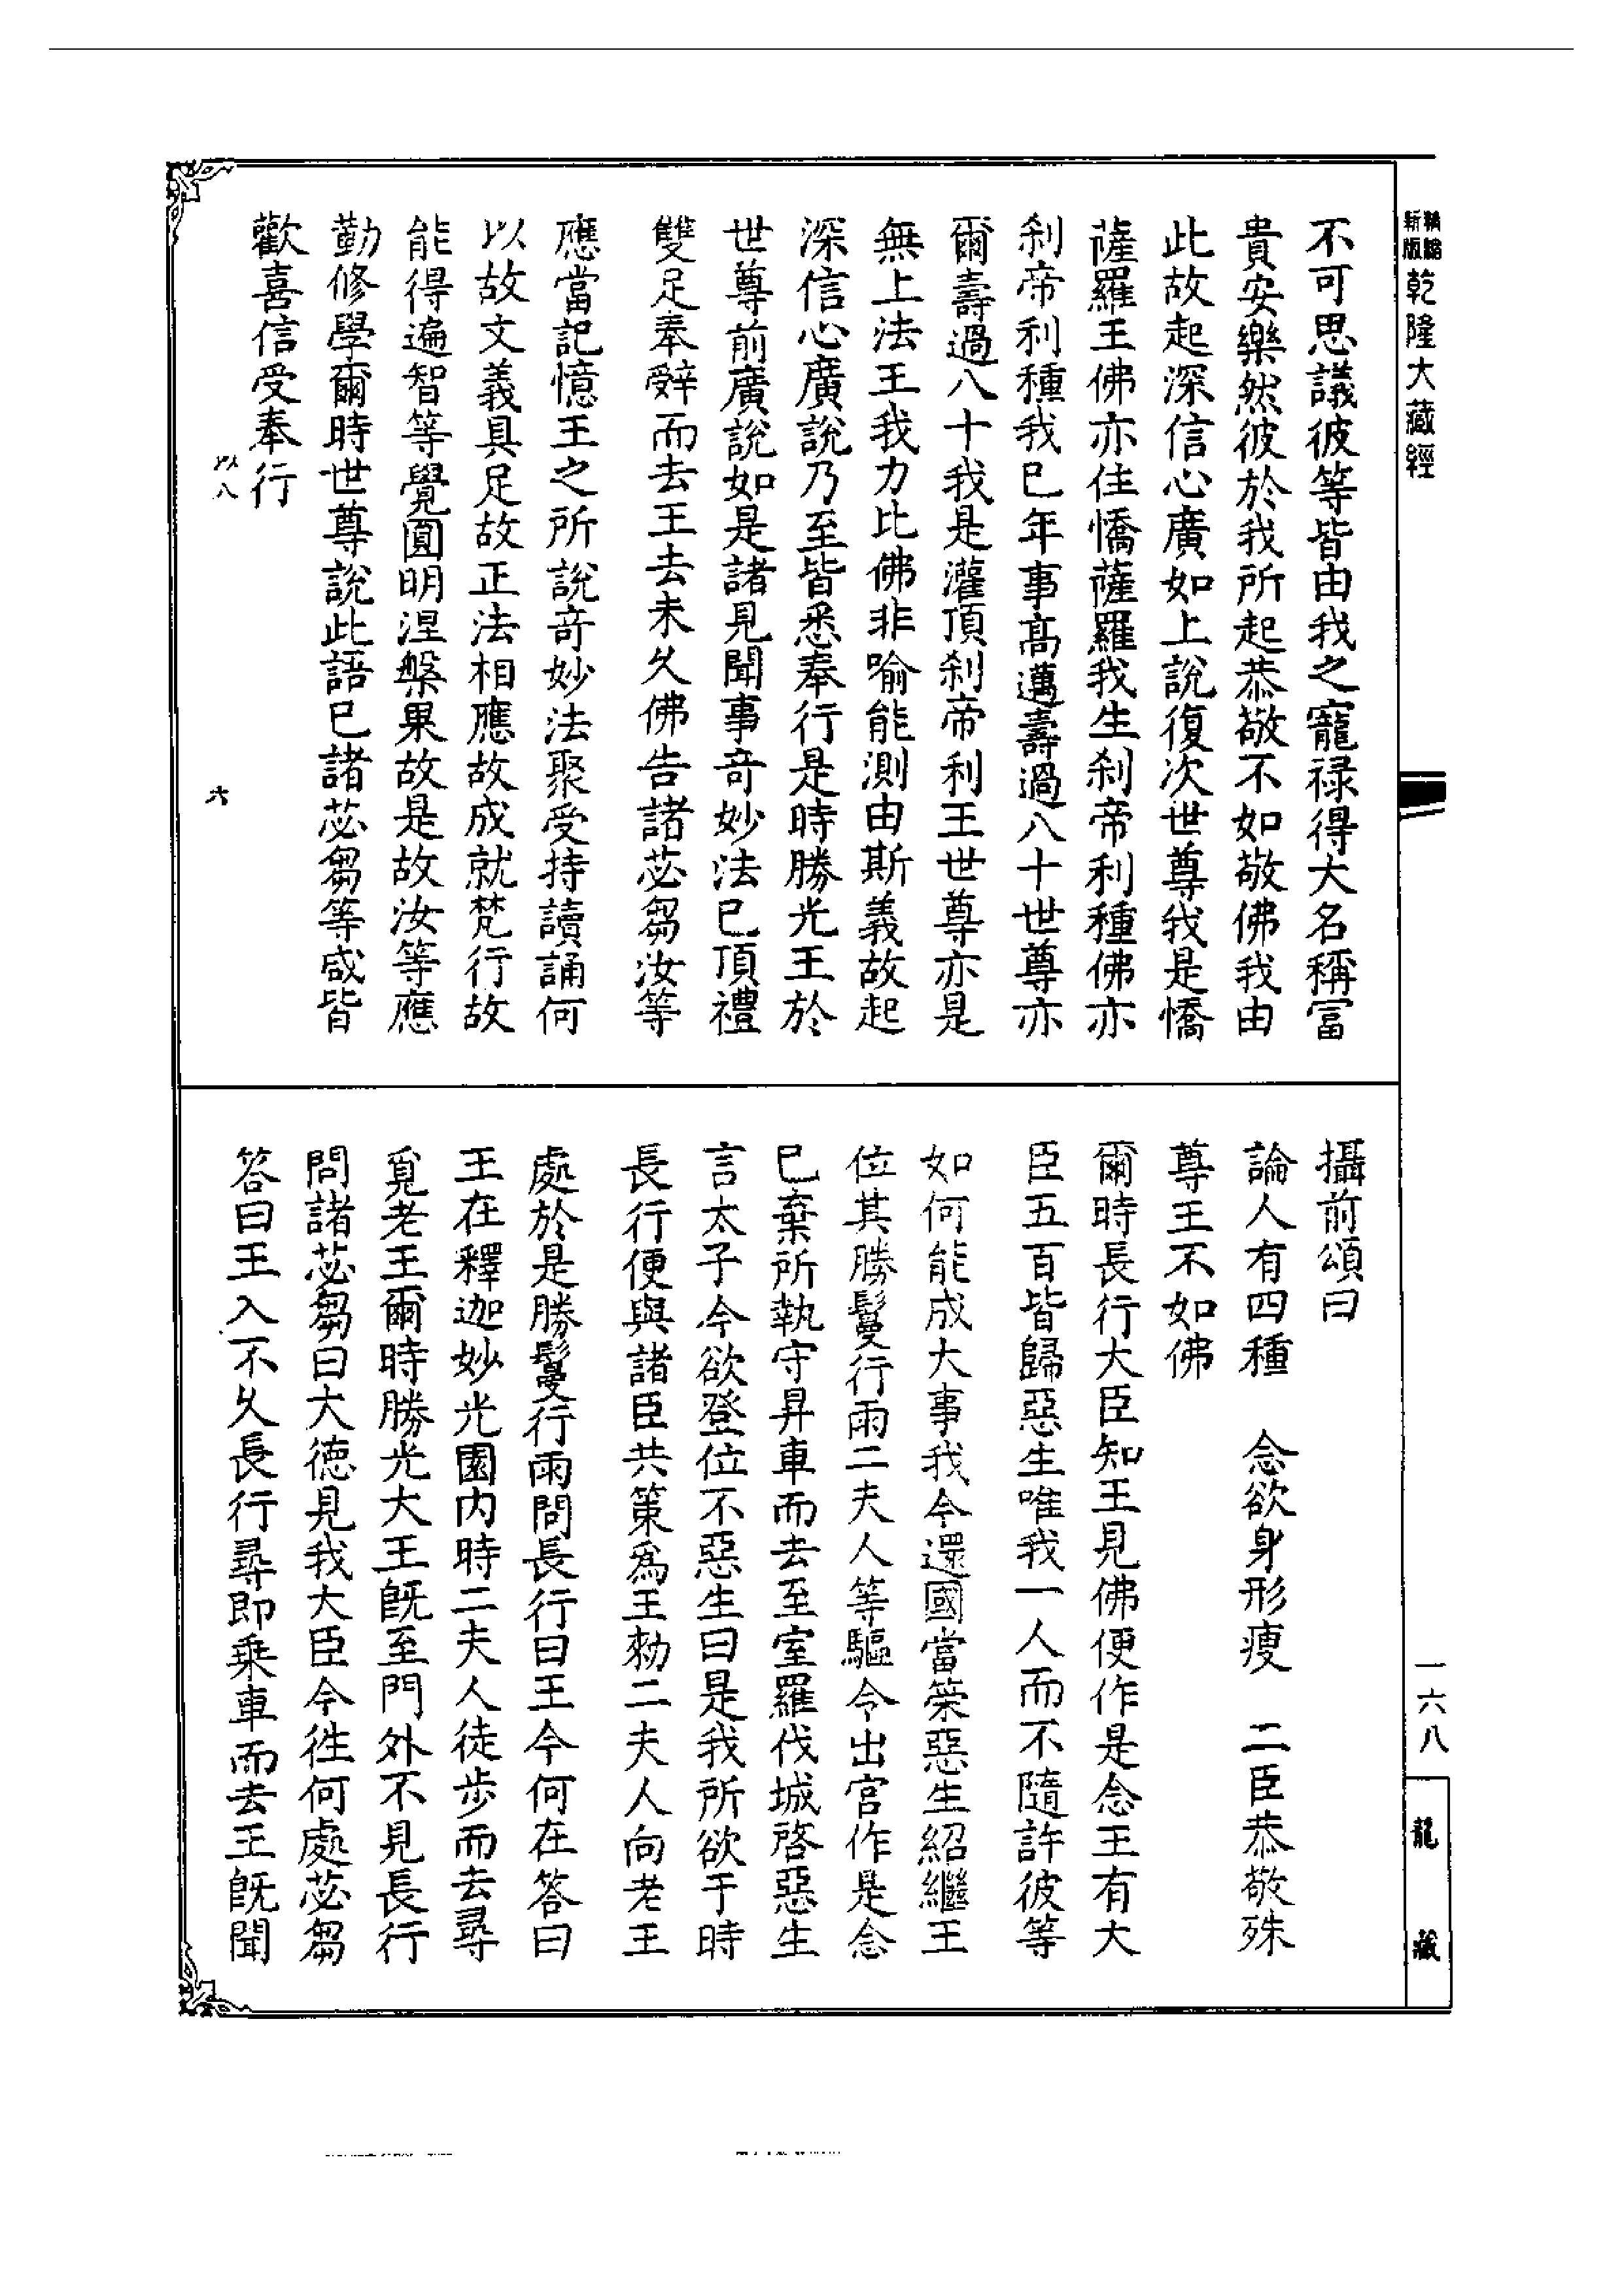 新版精縮乾隆大藏經
一六八
龍藏
不可思議彼等皆由我之寵祿得大名稱富
貴安樂然彼於我所起恭敬不如敬佛我由
此故起深信心廣如上說復次世尊我是憍
薩羅王佛亦住憍薩羅我生刹帝利種佛亦
刹帝利種我已年事高邁壽過八十世尊亦
爾壽過八十我是灌頂刹帝利王世尊亦是
無上法王我力比佛非喻能測由斯義故起
深信心廣說乃至皆悉奉行是時勝光王於
世尊前廣說如是諸見聞事奇妙法已頂禮
雙足奉辤而去王去未久佛告諸苾芻汝等
應當記憶王之所說奇妙法聚受持讀誦何
以故文義具足故正法相應故成就梵行故
能得遍智等覺圓明涅槃果故是故汝等應
勤修學爾時世尊說此語已諸苾芻等咸皆
歡喜信受奉行
以八
六
攝前頌曰
論人有四種　念欲身形瘦　二臣恭敬殊
尊王不如佛
爾時長行大臣知王見佛便作是念王有大
臣五百皆歸惡生唯我一人而不隨許彼等
如何能成大事我今還國當策惡生紹繼王
位其勝鬘行雨二夫人等驅令出宮作是念
已棄所執守昇車而去至室羅伐城啓惡生
言太子今欲登位不惡生曰是我所欲于時
長行便與諸臣共策爲王勑二夫人向老王
處於是勝鬘行雨問長行曰王今何在答曰
王在釋迦妙光園内時二夫人徒步而去尋
覓老王爾時勝光大王旣至門外不見長行
問諸苾芻曰大德見我大臣今徃何處苾芻
答曰王入不久長行尋即乗車而去王旣聞